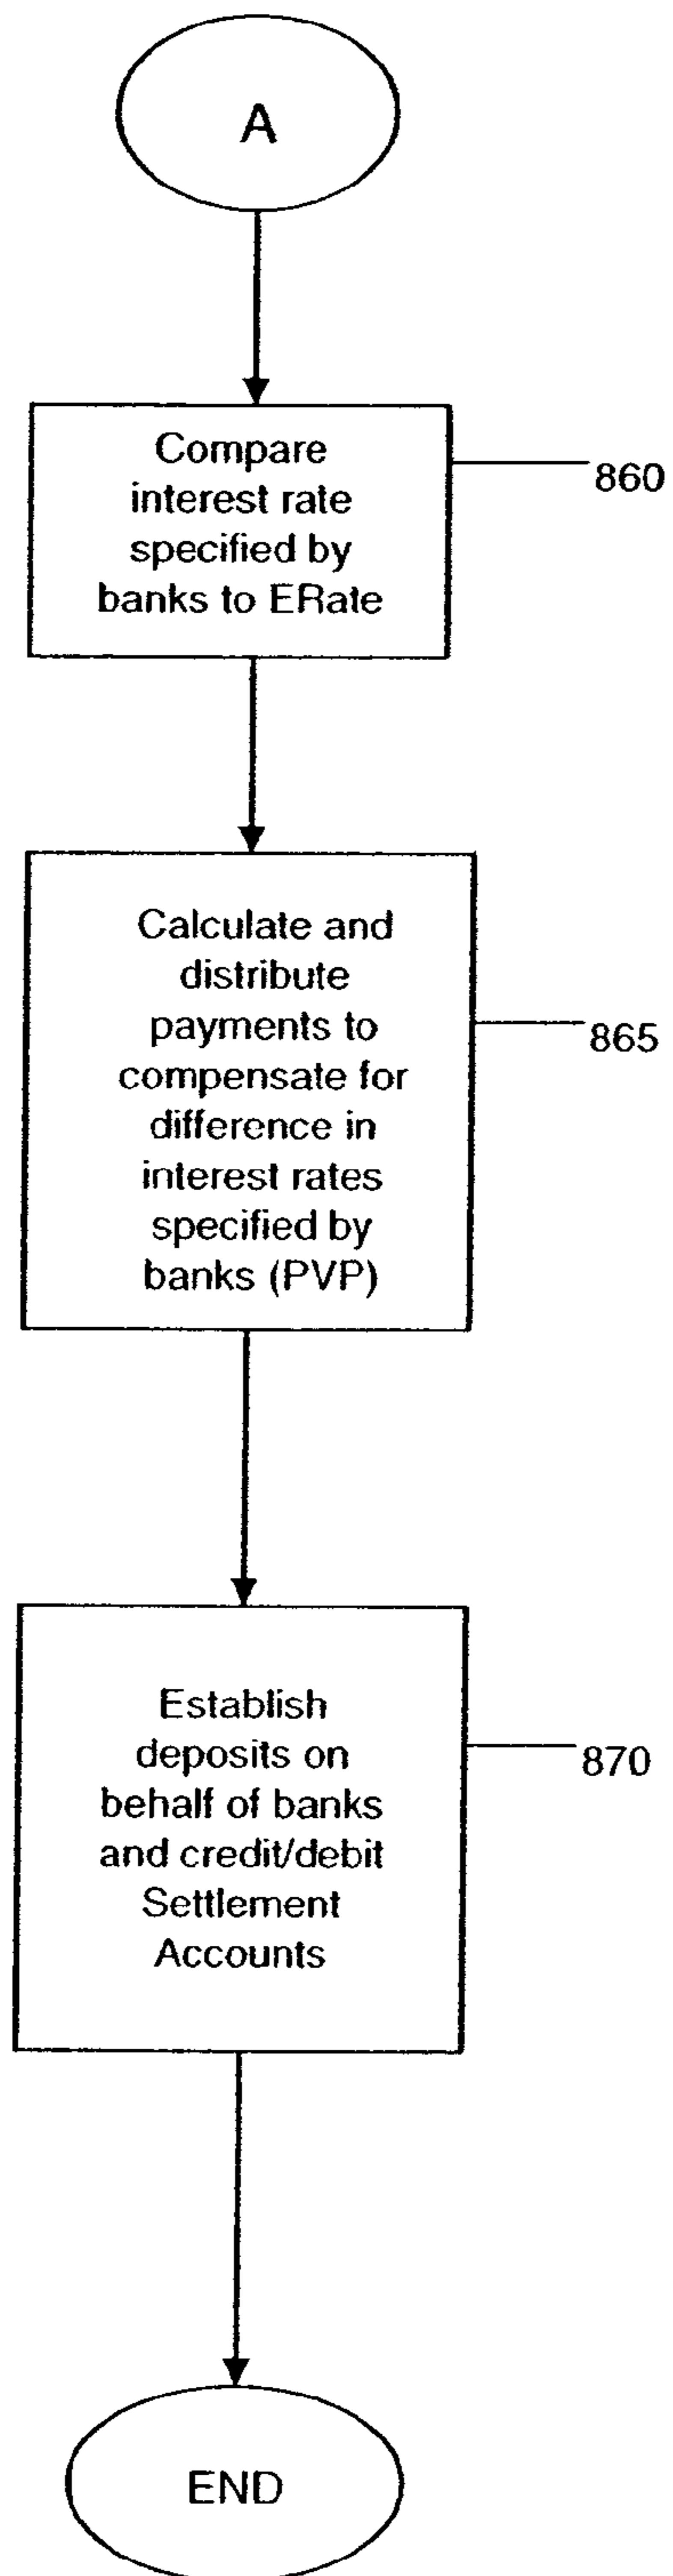 A
Compare
interest rate
specified by
banks to ERate
860
Calculate and
distribute
payments to
compensate for
difference in
interest rates
specified by
banks (PVP)
865
Establish
deposits on
behalf of banks
and credit/debit
Settlement
Accounts
870
END